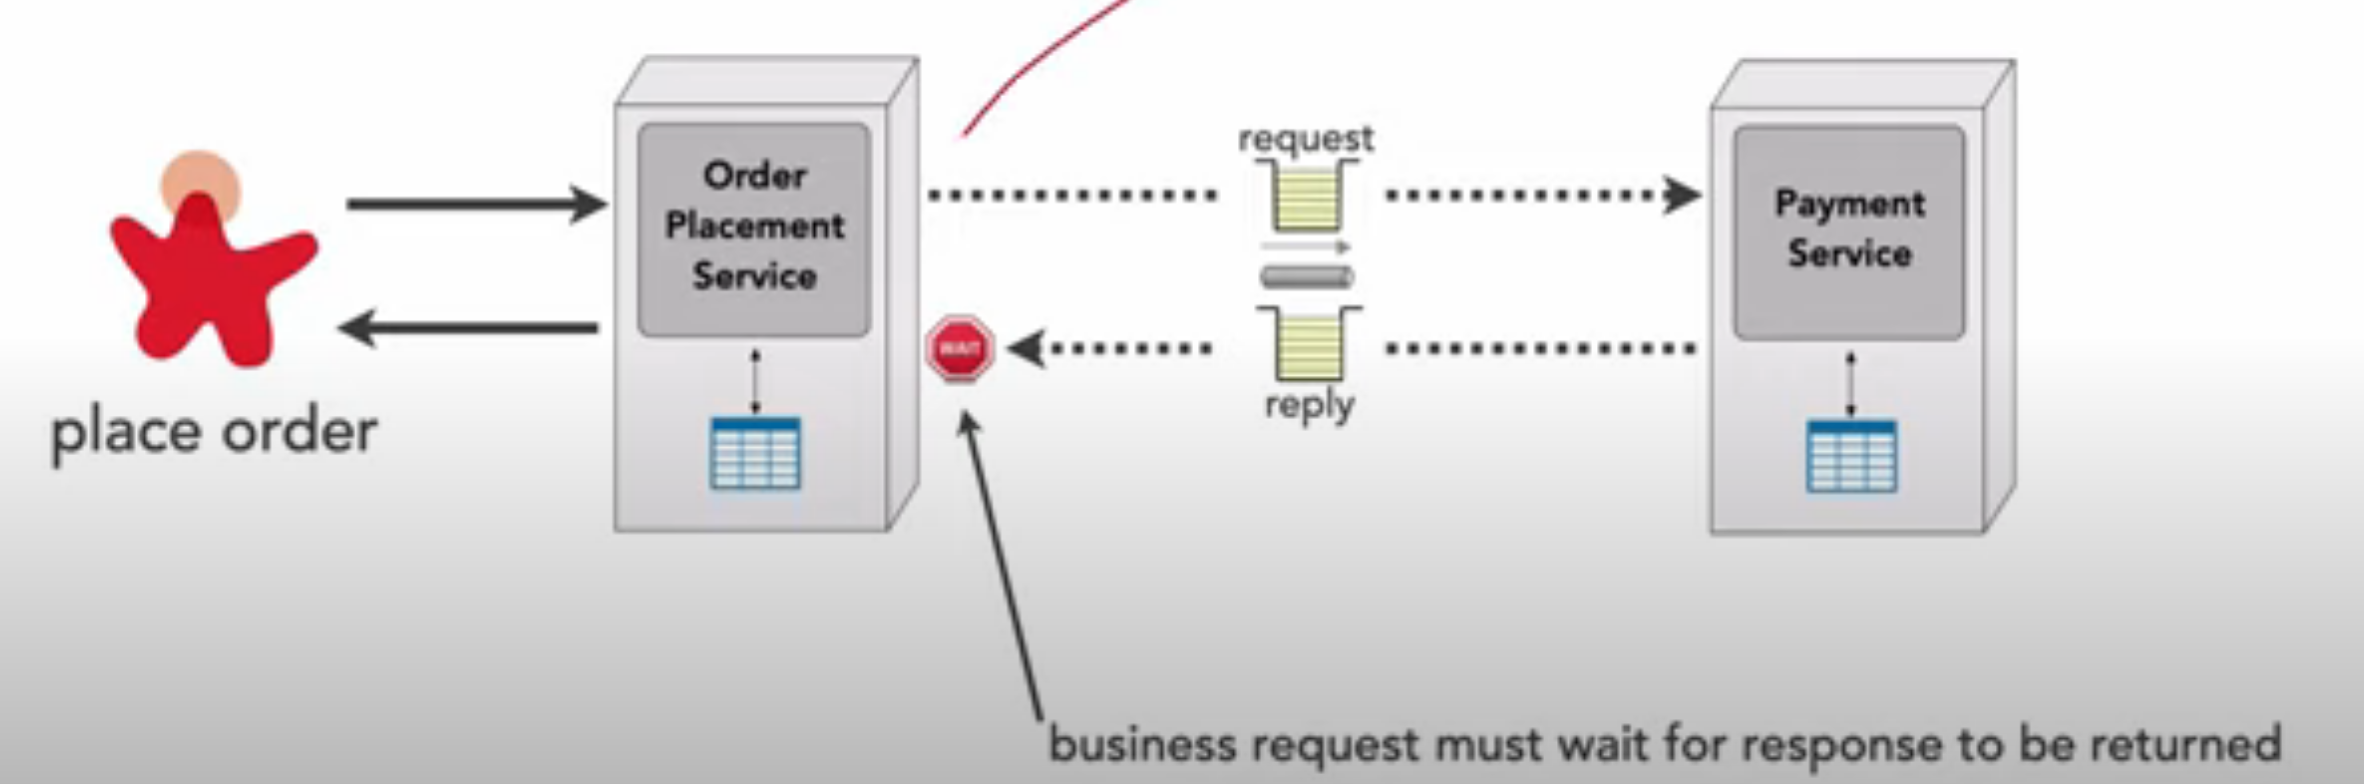 Order
Placement
Service
request
Payment
Service
WAIT
reply
place order
business request must wait for response to be returned